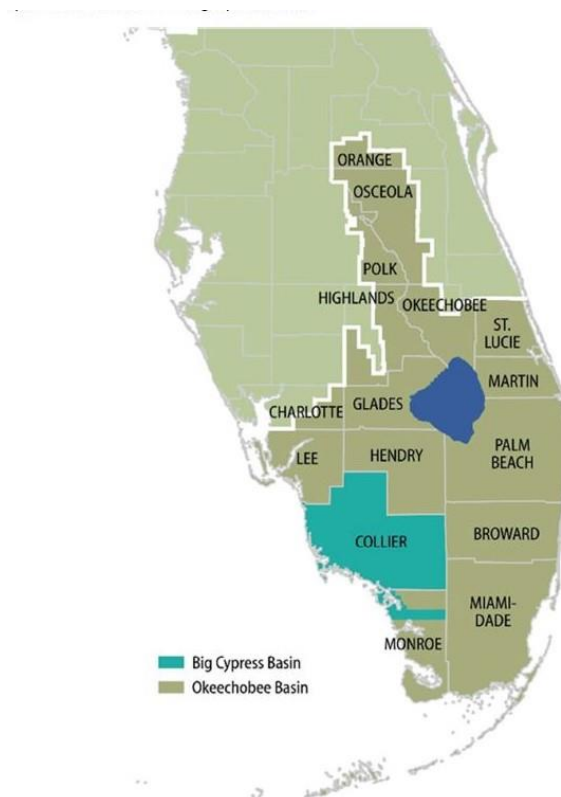 ORANGE
OSCEOLA
POLK
HIGHLANDS
OKEECHOBEE
ST.
LUCIE
MARTIN
CHARLOTTE
GLADES
LEE
HENDRY
PALM
BEACH
COLLIER
BROWARD
MIAMI-
DADE
MONROE
Big Cypress Basin
Okeechobee Basin